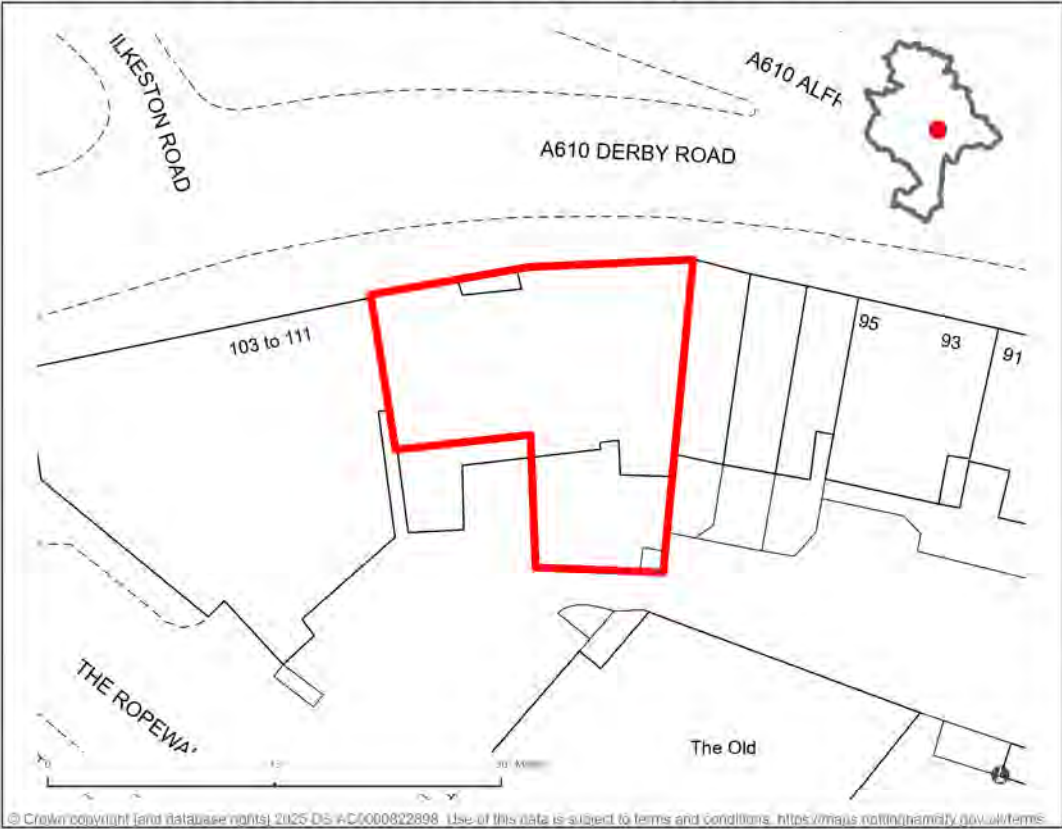 ILKESTON ROAD
A610 ALF
A610 DERBY ROAD
103 to 111
95
93
91
THE ROPEWA
The Old
© Crown copyright (and database rights) 2025 OS AC0000822898. Use of this data is subject to terms and conditions. https://maps.nottinghamcity.gov.uk/terms